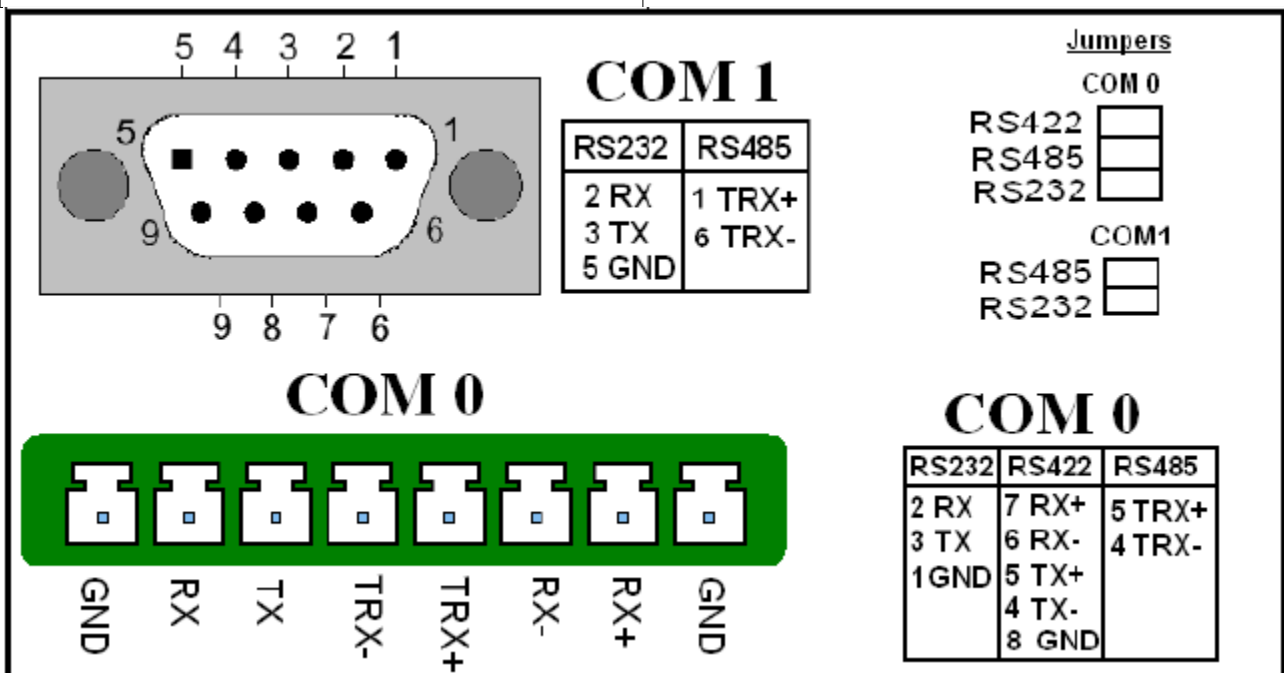 5 4 3 2 1
5 1
9 6
9 8 7 6
COM 1
RS232 RS485
2 RX 1 TRX+
3 TX 6 TRX-
5 GND
Jumpers
COM 0
RS422
RS485
RS232
COM1
RS485
RS232
COM 0
GND RX TX TRX- TRX+ RX- RX+ GND
COM 0
RS232 RS422 RS485
2 RX 7 RX+ 5 TRX+
3 TX 6 RX- 4 TRX-
1GND 5 TX+
4 TX-
8 GND